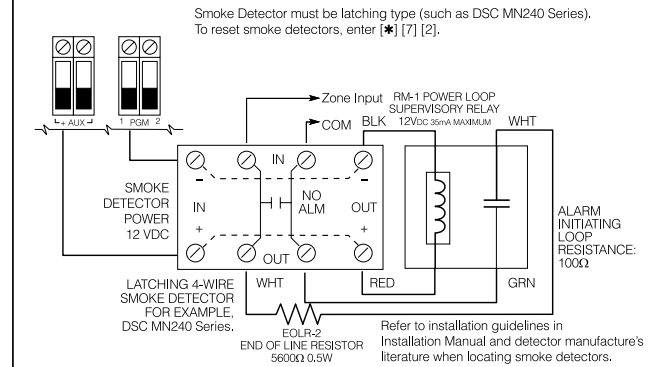 Smoke Detector must be latching type (such as DSC MN240 Series).
To reset smoke detectors, enter [✱] [7] [2].
+ AUX -
1 PGM 2
Zone Input
COM
RM-1 POWER LOOP
SUPERVISORY RELAY
12VDC 35mA MAXIMUM
BLK
WHT
SMOKE
DETECTOR
POWER
12 VDC
IN
-
-
IN
NO
ALM
OUT
+
+
OUT
ALARM
INITIATING
LOOP
RESISTANCE:
100Ω
LATCHING 4-WIRE
SMOKE DETECTOR
FOR EXAMPLE,
DSC MN240 Series.
WHT
RED
GRN
EOLR-2
END OF LINE RESISTOR
5600Ω 0.5W
Refer to installation guidelines in
Installation Manual and detector manufacture's
literature when locating smoke detectors.